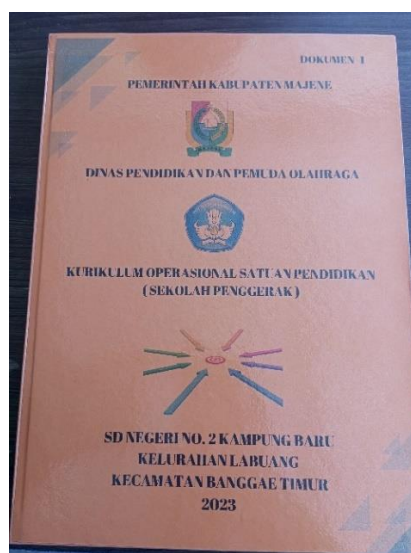 DOKUMEN 1
PEMERINTAH KABUPATEN MAJENE
MAJENE
DINAS PENDIDIKAN DAN PEMUDA OLAHRAGA
KURIKULUM OPERASIONAL SATUAN PENDIDIKAN
( SEKOLAH PENGGERAK )
SD NEGERI NO. 2 KAMPUNG BARU
KELURAHAN LABUANG
KECAMATAN BANGGAE TIMUR
2023